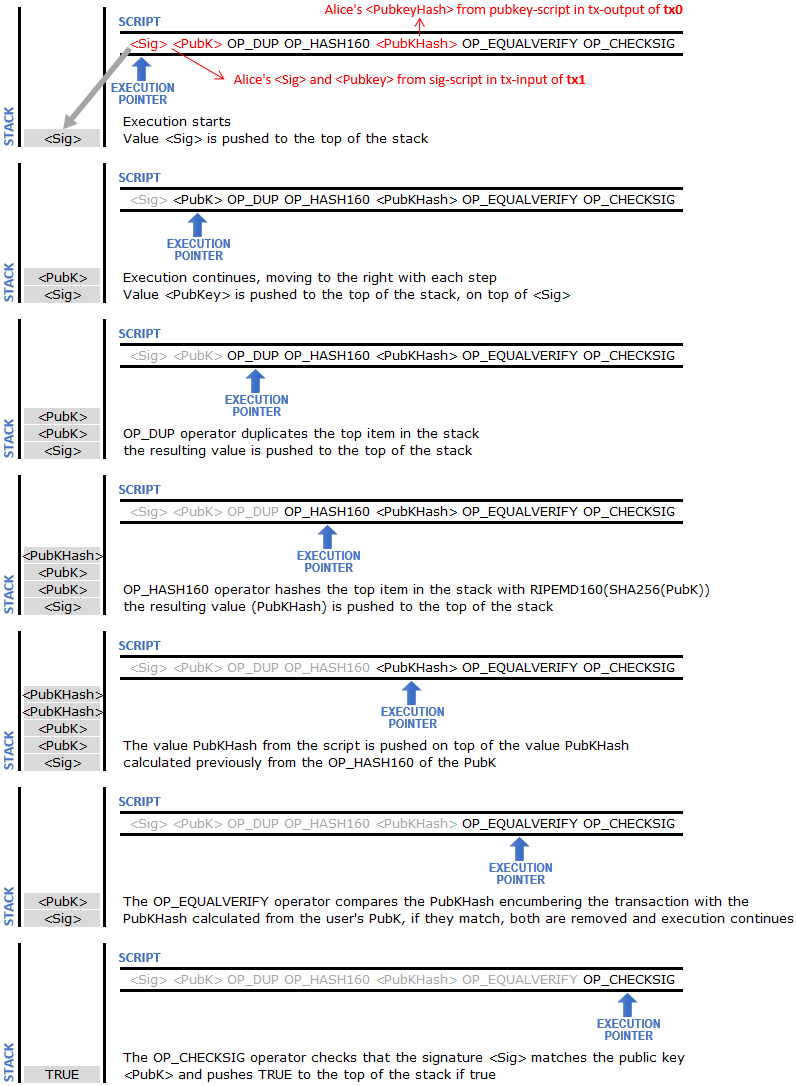 Alice's <PubkeyHash> from pubkey-script in tx-output of tx0
SCRIPT
<Sig> <PubK> OP_DUP OP_HASH160 <PubKHash> OP_EQUALVERIFY OP_CHECKSIG
Alice's <Sig> and <Pubkey> from sig-script in tx-input of tx1
EXECUTION
POINTER
STACK
Execution starts
<Sig>
Value <Sig> is pushed to the top of the stack
SCRIPT
<Sig> <PubK> OP_DUP OP_HASH160 <PubKHash> OP_EQUALVERIFY OP_CHECKSIG
EXECUTION
POINTER
STACK
<PubK>
Execution continues, moving to the right with each step
<Sig>
Value <PubKey> is pushed to the top of the stack, on top of <Sig>
SCRIPT
<Sig> <PubK> OP_DUP OP_HASH160 <PubKHash> OP_EQUALVERIFY OP_CHECKSIG
EXECUTION
POINTER
STACK
<PubK>
<PubK>
OP_DUP operator duplicates the top item in the stack
<Sig>
the resulting value is pushed to the top of the stack
SCRIPT
<Sig> <PubK> OP_DUP OP_HASH160 <PubKHash> OP_EQUALVERIFY OP_CHECKSIG
EXECUTION
POINTER
STACK
<PubKHash>
<PubK>
<PubK>
OP_HASH160 operator hashes the top item in the stack with RIPEMD160(SHA256(PubK))
<Sig>
the resulting value (PubKHash) is pushed to the top of the stack
SCRIPT
<Sig> <PubK> OP_DUP OP_HASH160 <PubKHash> OP_EQUALVERIFY OP_CHECKSIG
EXECUTION
POINTER
STACK
<PubKHash>
<PubKHash>
<PubK>
<PubK>
The value PubKHash from the script is pushed on top of the value PubKHash
<Sig>
calculated previously from the OP_HASH160 of the PubK
SCRIPT
<Sig> <PubK> OP_DUP OP_HASH160 <PubKHash> OP_EQUALVERIFY OP_CHECKSIG
EXECUTION
POINTER
STACK
<PubK>
The OP_EQUALVERIFY operator compares the PubKHash encumbering the transaction with the
<Sig>
PubKHash calculated from the user's PubK, if they match, both are removed and execution continues
SCRIPT
<Sig> <PubK> OP_DUP OP_HASH160 <PubKHash> OP_EQUALVERIFY OP_CHECKSIG
EXECUTION
POINTER
STACK
The OP_CHECKSIG operator checks that the signature <Sig> matches the public key
TRUE
<PubK> and pushes TRUE to the top of the stack if true